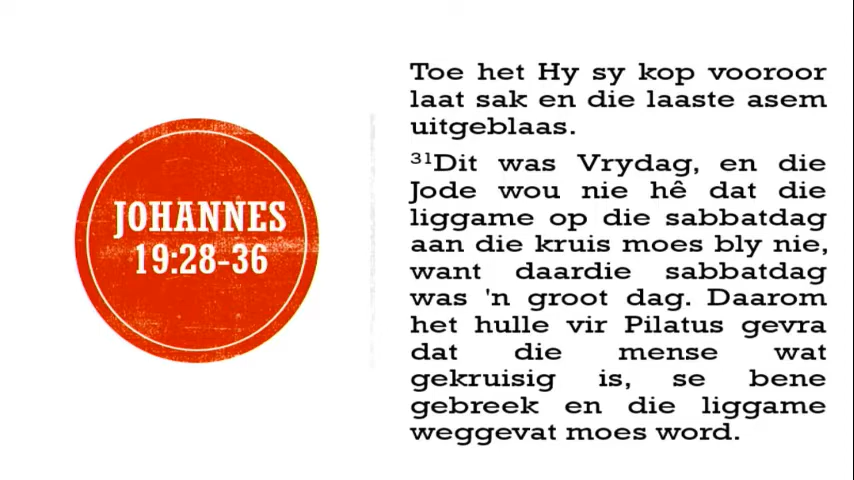 JOHANNES
19:28-36
Toe het Hy sy kop vooroor
laat sak en die laaste asem
uitgeblaas.
31Dit was Vrydag, en die
Jode wou nie hê dat die
liggame op die sabbatdag
aan die kruis moes bly nie,
want daardie sabbatdag
was 'n groot dag. Daarom
het hulle vir Pilatus gevra
dat die mense wat
gekruisig is, se bene
gebreek en die liggame
weggevat moes word.